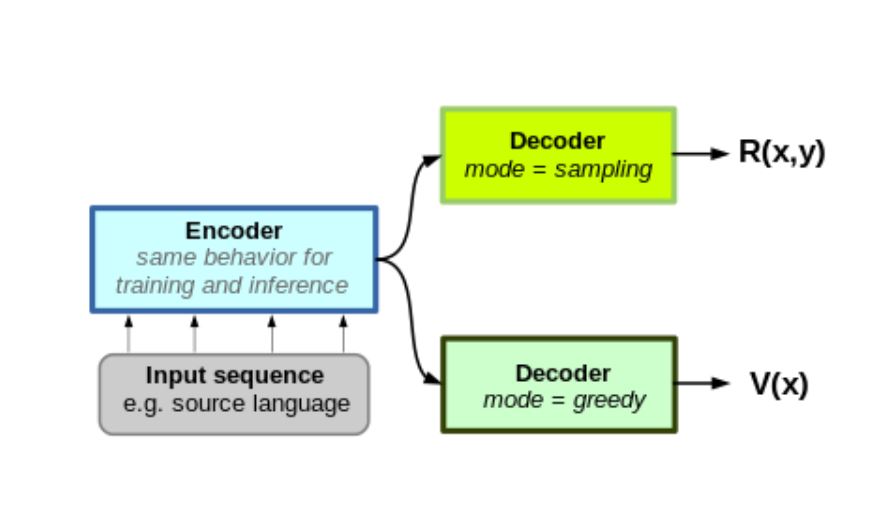 Decoder
mode = sampling
R(x,y)
Encoder
same behavior for
training and inference
Input sequence
e.g. source language
Decoder
mode = greedy
V(x)